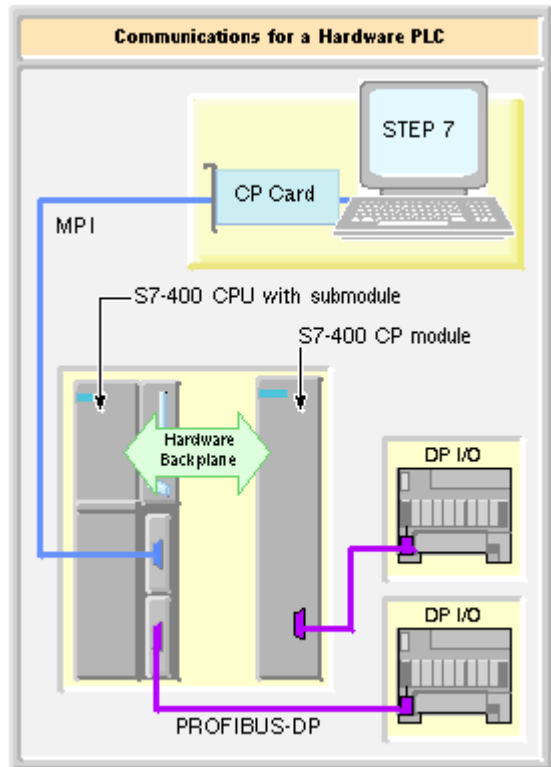 Communications for a Hardware PLC
STEP 7
CP Card
MPI
S7-400 CPU with submodule
S7-400 CP module
Hardware
Backplane
DP I/O
DP I/O
PROFIBUS-DP